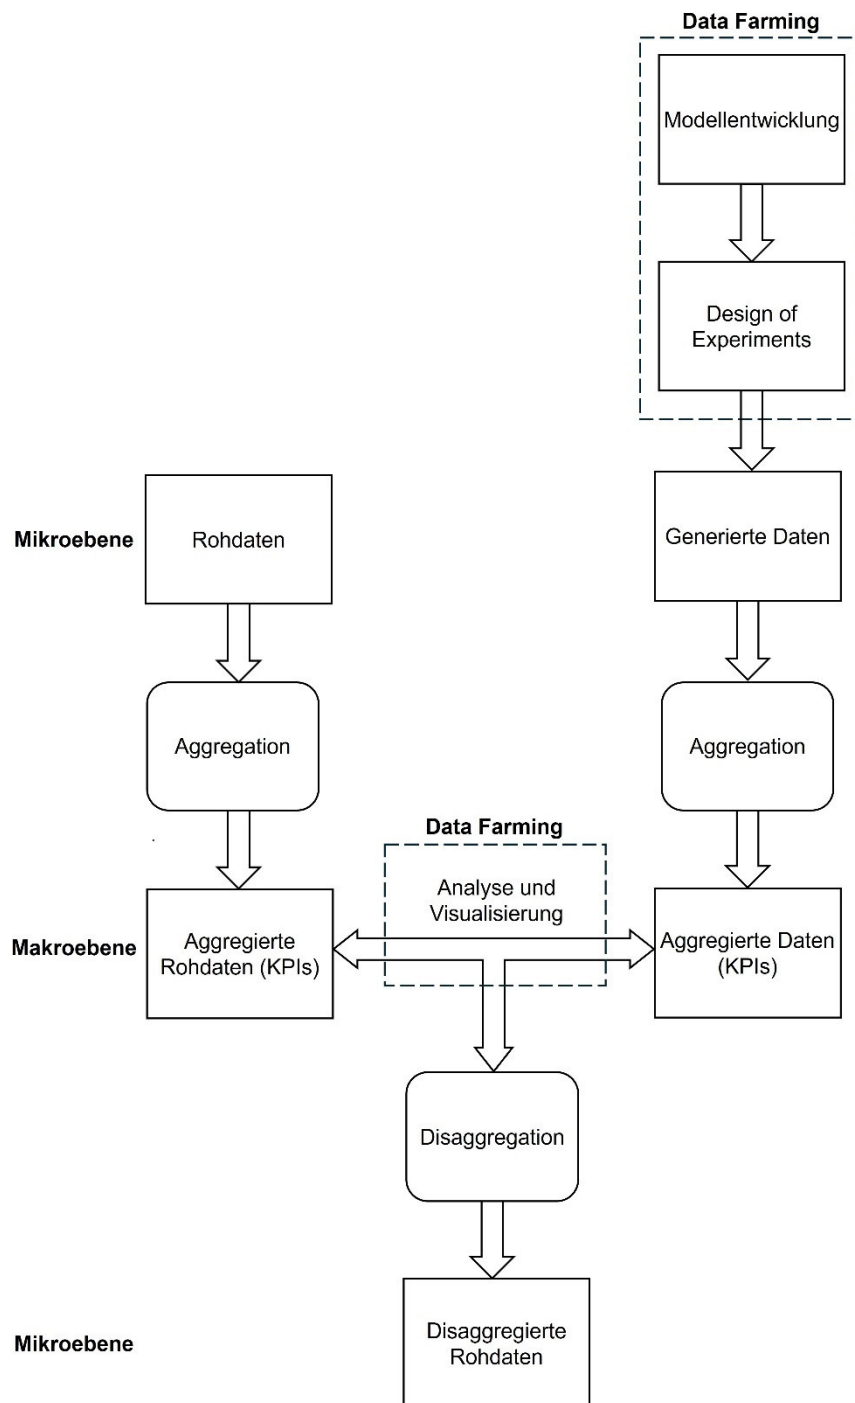 Data Farming
Modellentwicklung
Design of
Experiments
Mikroebene
Rohdaten
Generierte Daten
Aggregation
Aggregation
Data Farming
Analyse und
Visualisierung
Makroebene
Aggregierte
Rohdaten (KPIs)
Aggregierte Daten
(KPIs)
Disaggregation
Mikroebene
Disaggregierte
Rohdaten